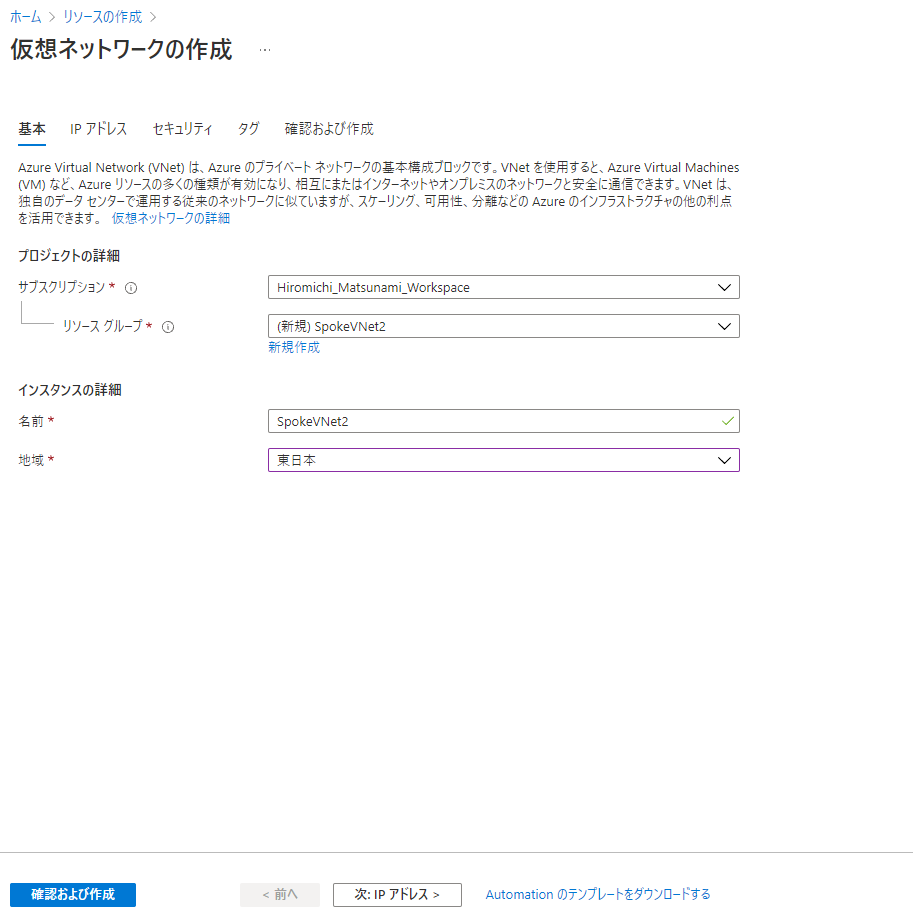 ホーム > リソースの作成 >
仮想ネットワークの作成 ...
基本 IP アドレス セキュリティ タグ 確認および作成
Azure Virtual Network (VNet) は、Azure のプライベート ネットワークの基本構成ブロックです。VNet を使用すると、Azure Virtual Machines
(VM) など、Azure リソースの多くの種類が有効になり、相互にまたはインターネットやオンプレミスのネットワークと安全に通信できます。VNet は、
独自のデータ センターで運用する従来のネットワークに似ていますが、スケーリング、可用性、分離などの Azure のインフラストラクチャの他の利点
を活用できます。 仮想ネットワークの詳細
プロジェクトの詳細
サブスクリプション * Hiromichi_Matsunami_Workspace
リソース グループ * (新規) SpokeVNet2
新規作成
インスタンスの詳細
名前 * SpokeVNet2
地域 * 東日本
確認および作成 < 前へ 次: IP アドレス > Automation のテンプレートをダウンロードする